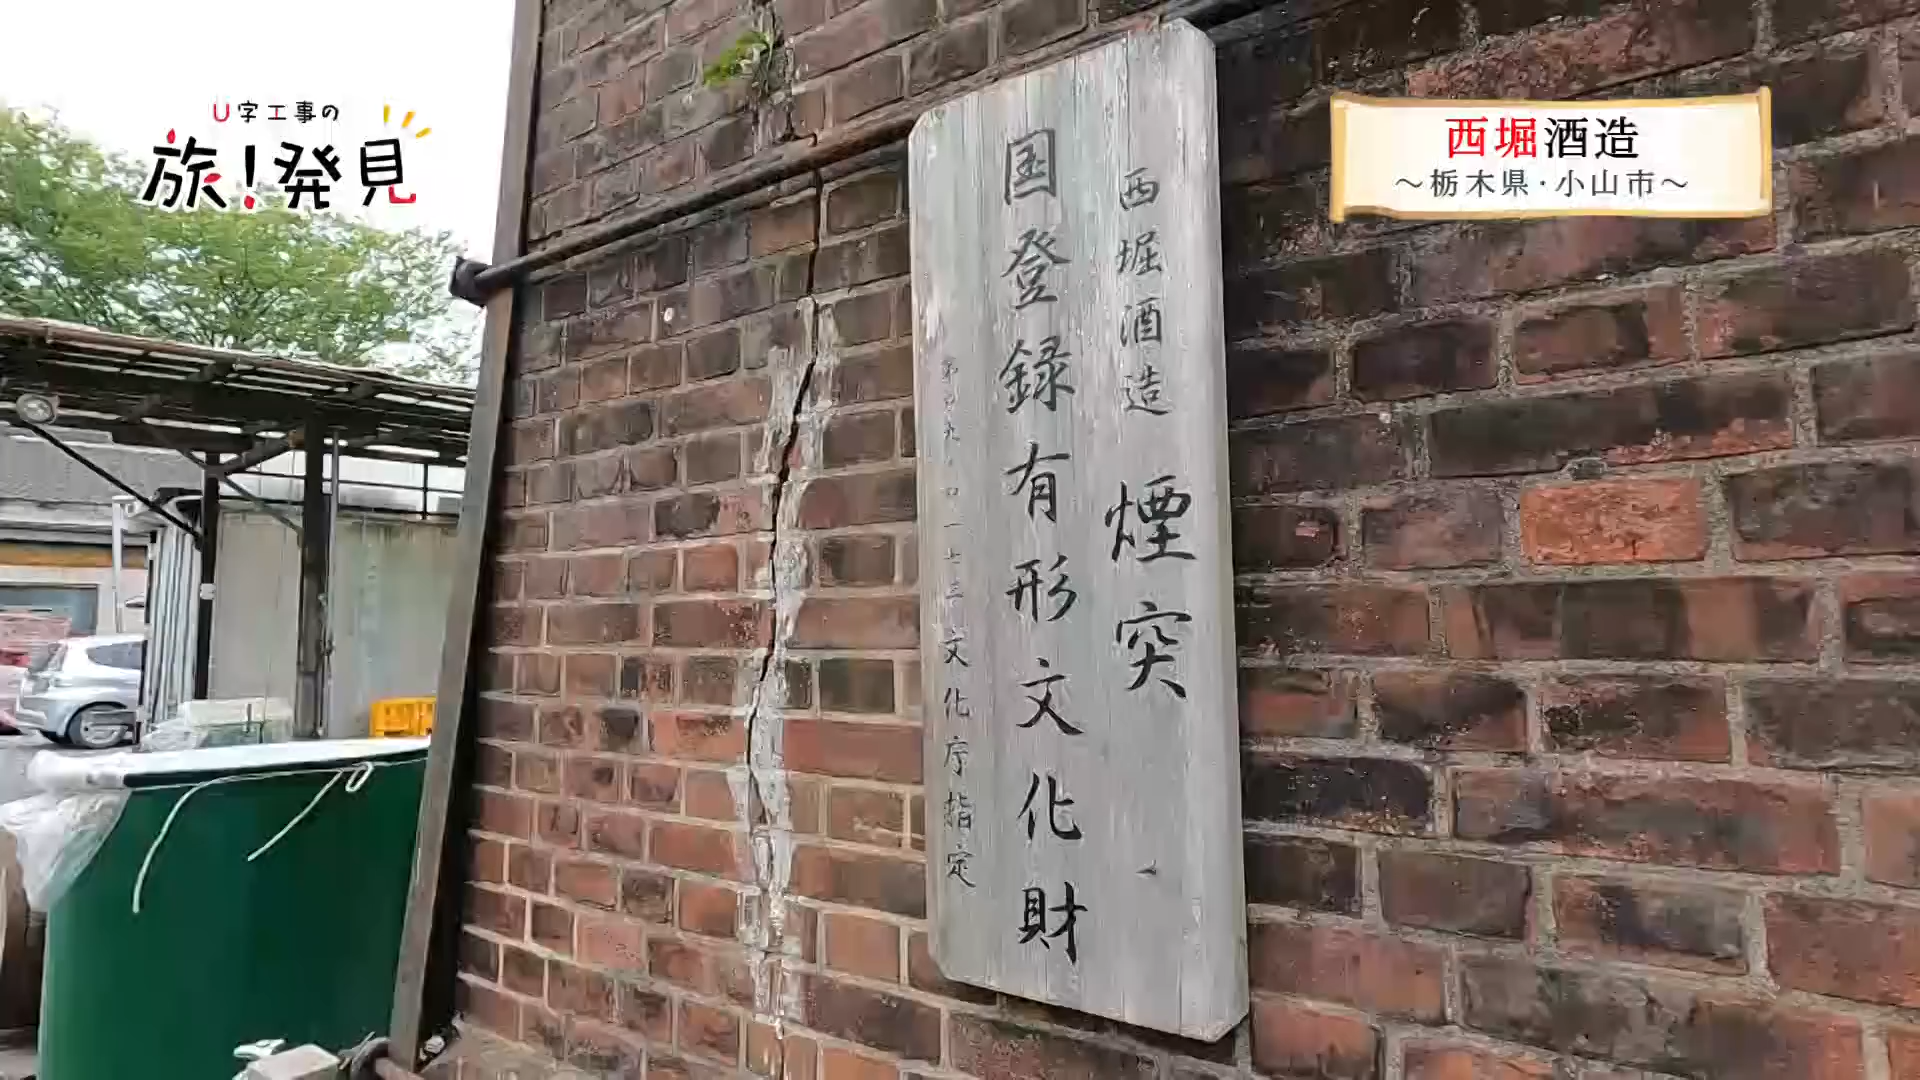 U字工事の
旅!発見
西堀酒造
～栃木県・小山市～
西堀酒造 煙突
国登録有形文化財
文化庁指定